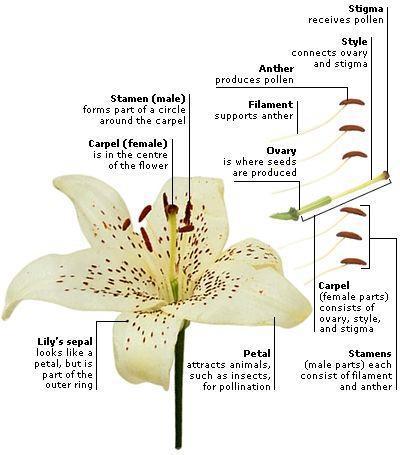 Stigma
receives pollen
Style
connects ovary
and stigma
Anther
produces pollen
Stamen (male)
forms part of a circle
around the carpel
Filament
supports anther
Carpel (female)
is in the centre
of the flower
Ovary
is where seeds
are produced
Carpel
(female parts)
consists of
ovary, style,
and stigma
Lily's sepal
looks like a
petal, but is
part of the
outer ring
Petal
attracts animals,
such as insects,
for pollination
Stamens
(male parts) each
consist of filament
and anther